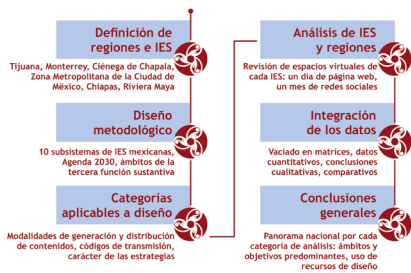 Definición de
regiones e IES
Tijuana, Monterrey, Ciénega de Chapala,
Zona Metropolitana de la Ciudad de
México, Chiapas, Riviera Maya
Diseño
metodológico
10 subsistemas de IES mexicanas,
Agenda 2030, ámbitos de la
tercera función sustantiva
Categorías
aplicables a diseño
Modalidades de generación y distribución
de contenidos, códigos de transmisión,
carácter de las estrategias
Análisis de IES
y regiones
Revisión de espacios virtuales de
cada IES: un día de página web,
un mes de redes sociales
Integración
de los datos
Vaciado en matrices, datos
cuantitativos, conclusiones
cualitativas, comparativos
Conclusiones
generales
Panorama nacional por cada
categoría de análisis: ámbitos y
objetivos predominantes, uso de
recursos de diseño